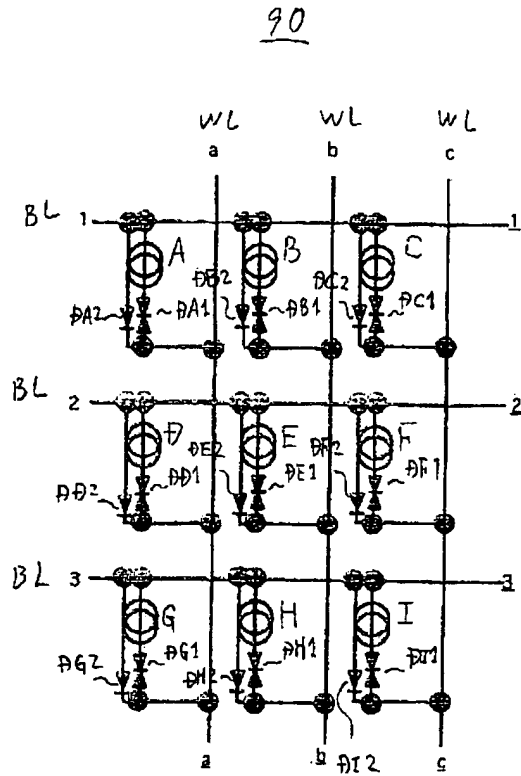 90
WL WL WL
a b c
BL 1 1
A B C
DA2 DA1 DB2 DB1 DC2 DC1
BL 2 2
D E F
DD2 DD1 DE2 DE1 DF2 DF1
BL 3 3
G H I
DG2 DG1 DH2 DH1 DI1
a b c
DI2